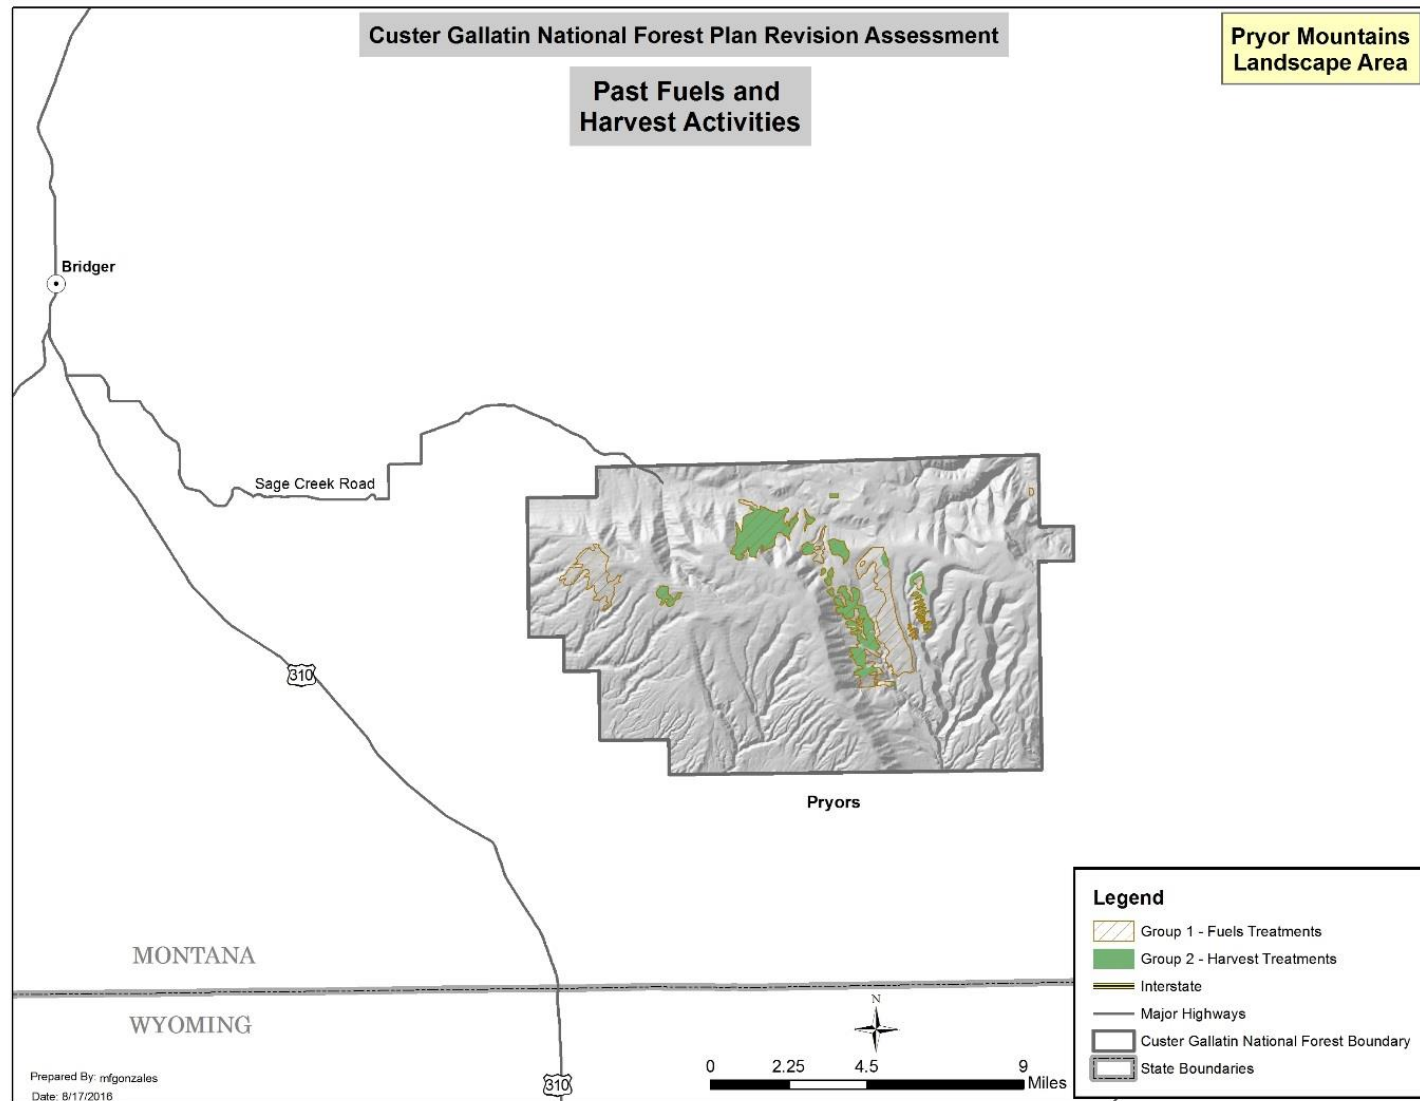 Custer Gallatin National Forest Plan Revision Assessment
Pryor Mountains
Landscape Area
Past Fuels and
Harvest Activities
Bridger
Sage Creek Road
310
Pryors
Legend
Group 1 - Fuels Treatments
Group 2 - Harvest Treatments
Interstate
Major Highways
Custer Gallatin National Forest Boundary
State Boundaries
MONTANA
WYOMING
N
0 2.25 4.5 9
Miles
310
Prepared By: mfgonzales
Date: 8/17/2016